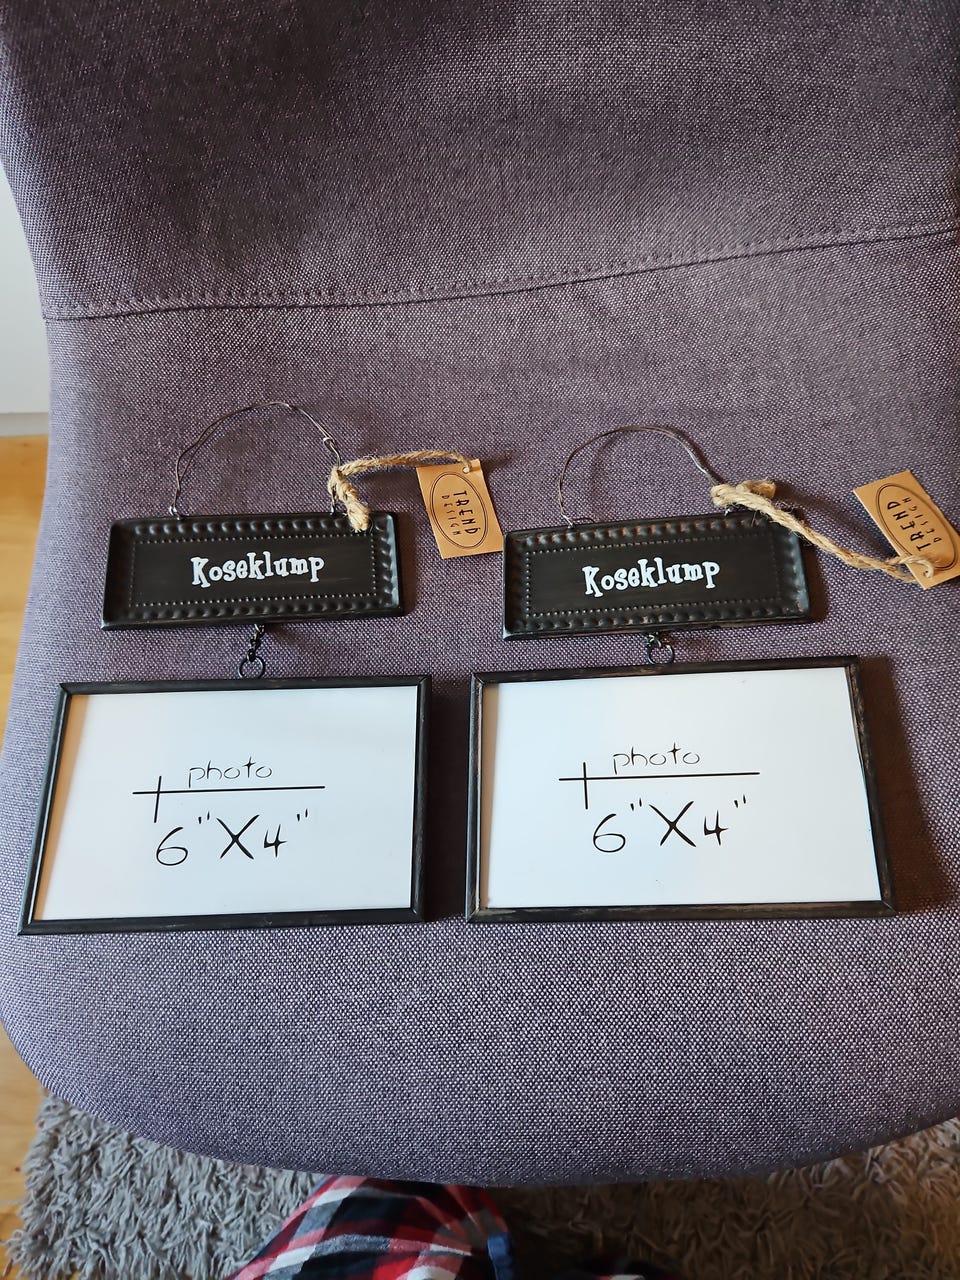 TREND
DESIGN
TREND
DESIGN
Koseklump
Koseklump
photo
6"X4"
photo
6"X4"